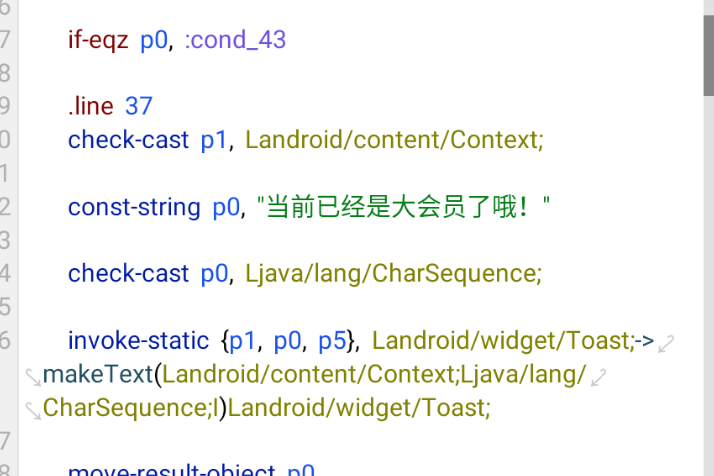 6
7 if-eqz p0, :cond_43
8
9 .line 37
0 check-cast p1, Landroid/content/Context;
1
2 const-string p0, "当前已经是大会员了哦！"
3
4 check-cast p0, Ljava/lang/CharSequence;
5
6 invoke-static {p1, p0, p5}, Landroid/widget/Toast;->
makeText(Landroid/content/Context;Ljava/lang/
CharSequence;I)Landroid/widget/Toast;
7
8 move-result-object p0